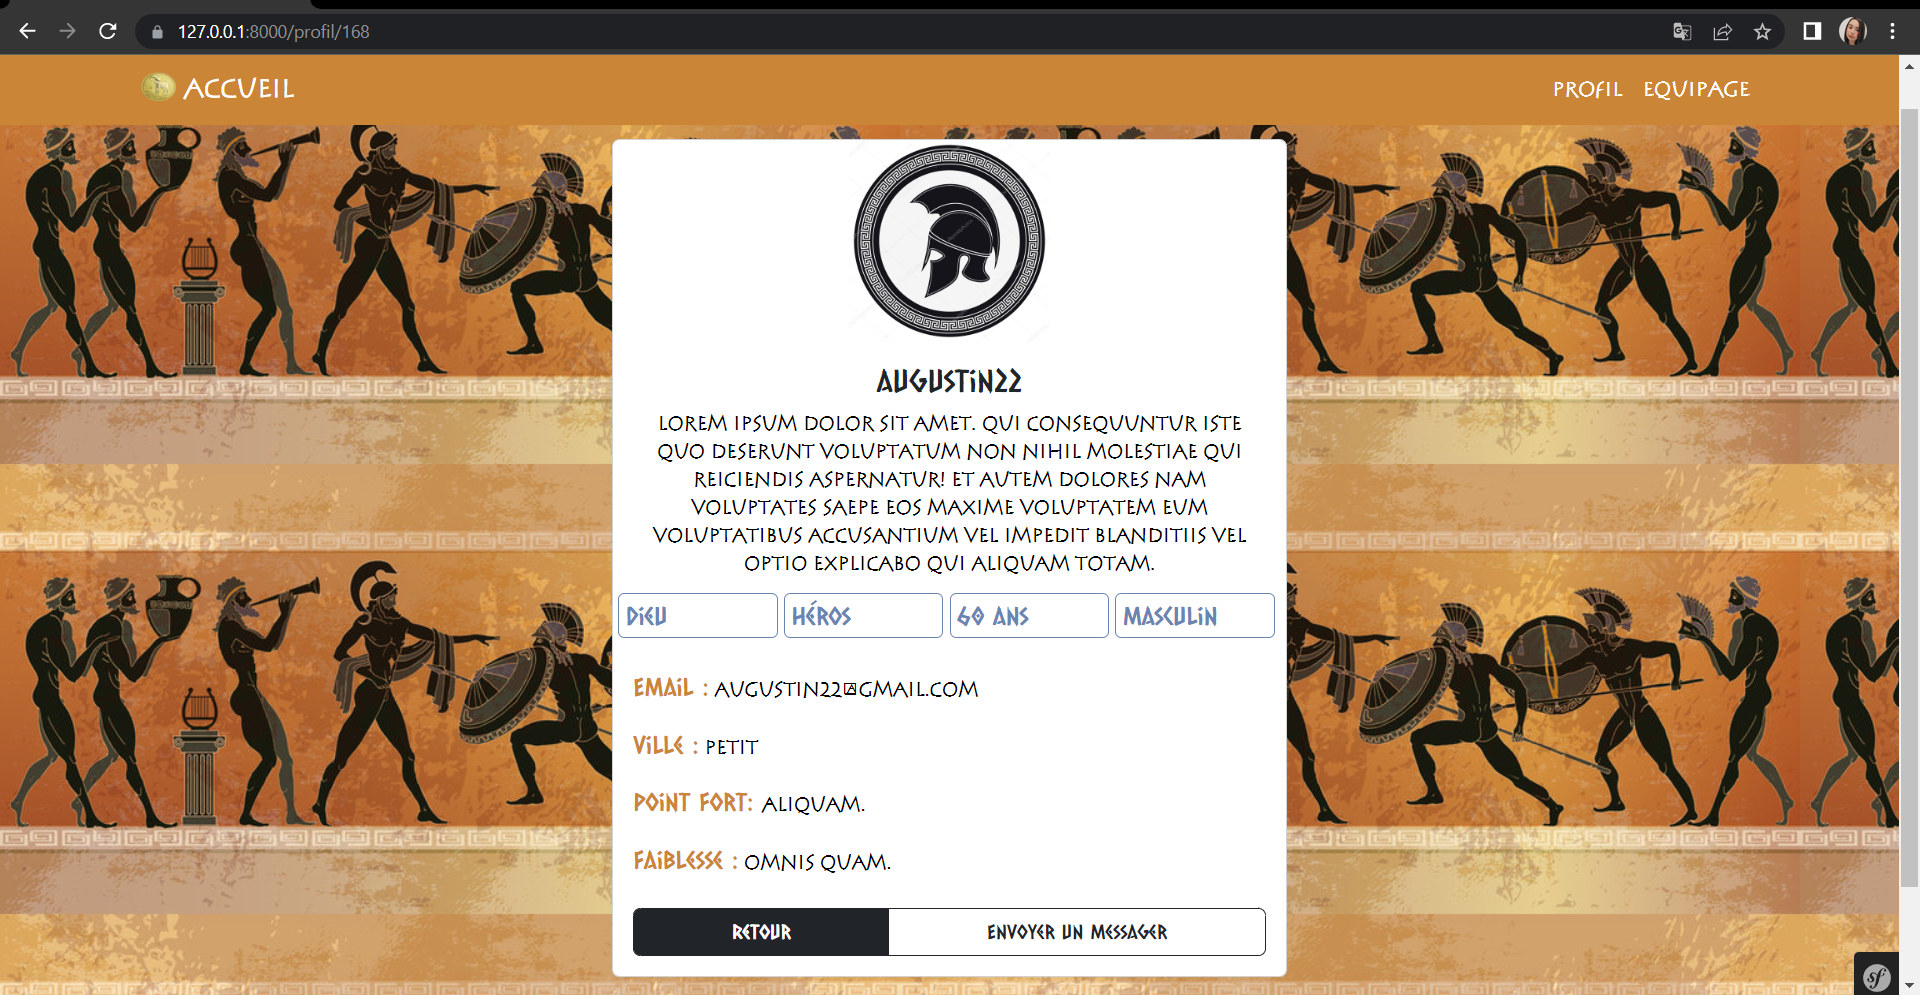 127.0.0.1:8000/profil/168
ACCUEIL
PROFIL EQUIPAGE
AUGUSTIN22
LOREM IPSUM DOLOR SIT AMET. QUI CONSEQUUNTUR ISTE
QUO DESERUNT VOLUPTATUM NON NIHIL MOLESTIAE QUI
REICIENDIS ASPERNATUR! ET AUTEM DOLORES NAM
VOLUPTATES SAEPE EOS MAXIME VOLUPTATEM EUM
VOLUPTATIBUS ACCUSANTIUM VEL IMPEDIT BLANDITIIS VEL
OPTIO EXPLICABO QUI ALIQUAM TOTAM.
DIEU HÉROS 60 ANS MASCULIN
EMAIL : AUGUSTIN22@GMAIL.COM
VILLE : PETIT
POINT FORT: ALIQUAM.
FAIBLESSE : OMNIS QUAM.
RETOUR ENVOYER UN MESSAGER
sf